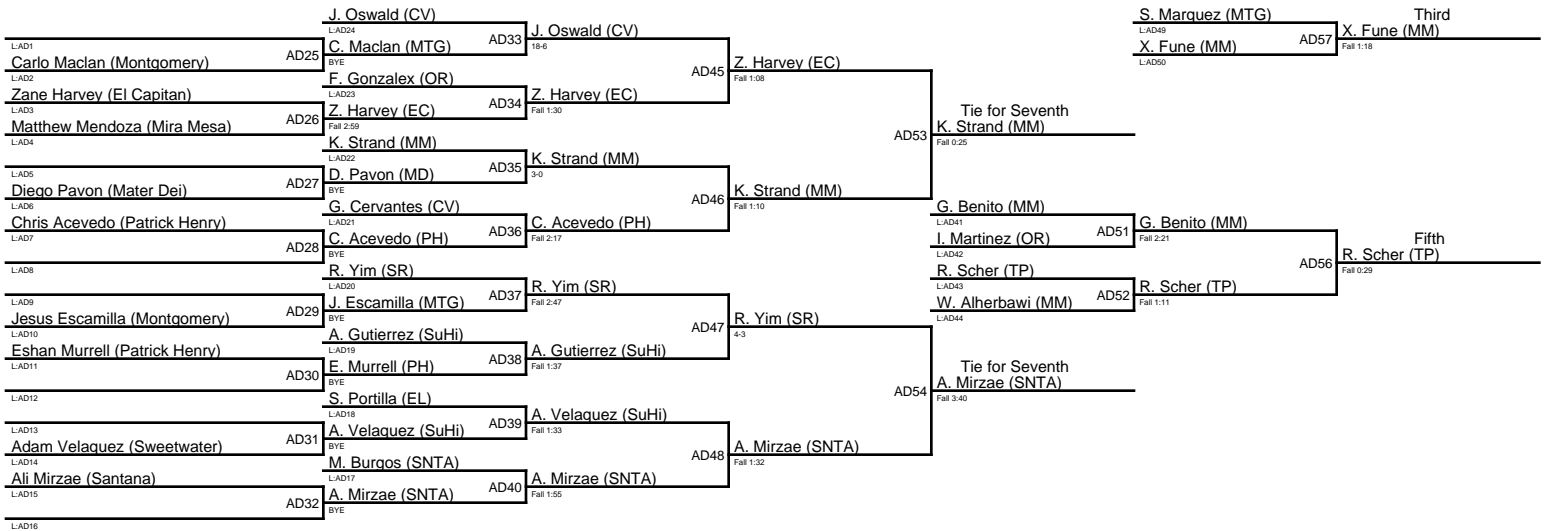 L:AD1
Carlo Maclan (Montgomery)
L:AD2
Zane Harvey (El Capitan)
L:AD3
Matthew Mendoza (Mira Mesa)
L:AD4
L:AD5
Diego Pavon (Mater Dei)
L:AD6
Chris Acevedo (Patrick Henry)
L:AD7
L:AD8
L:AD9
Jesus Escamilla (Montgomery)
L:AD10
Eshan Murrell (Patrick Henry)
L:AD11
L:AD12
L:AD13
Adam Velaquez (Sweetwater)
L:AD14
Ali Mirzae (Santana)
L:AD15
L:AD16
AD25
AD26
AD27
AD28
AD29
AD30
AD31
AD32
J. Oswald (CV)
L:AD24
C. Maclan (MTG)
BYE
F. Gonzalex (OR)
L:AD23
Z. Harvey (EC)
Fall 2:59
K. Strand (MM)
L:AD22
D. Pavon (MD)
BYE
G. Cervantes (CV)
L:AD21
C. Acevedo (PH)
BYE
R. Yim (SR)
L:AD20
J. Escamilla (MTG)
BYE
A. Gutierrez (SuHi)
L:AD19
E. Murrell (PH)
BYE
S. Portilla (EL)
L:AD18
A. Velaquez (SuHi)
BYE
M. Burgos (SNTA)
L:AD17
A. Mirzae (SNTA)
BYE
AD33
AD34
AD35
AD36
AD37
AD38
AD39
AD40
J. Oswald (CV)
18-6
Z. Harvey (EC)
Fall 1:30
K. Strand (MM)
3-0
C. Acevedo (PH)
Fall 2:17
R. Yim (SR)
Fall 2:47
A. Gutierrez (SuHi)
Fall 1:37
A. Velaquez (SuHi)
Fall 1:33
A. Mirzae (SNTA)
Fall 1:55
AD45
AD46
AD47
AD48
Z. Harvey (EC)
Fall 1:08
K. Strand (MM)
Fall 1:10
R. Yim (SR)
4-3
A. Mirzae (SNTA)
Fall 1:32
AD53
AD54
Tie for Seventh
K. Strand (MM)
Fall 0:25
Tie for Seventh
A. Mirzae (SNTA)
Fall 3:40
G. Benito (MM)
L:AD41
I. Martinez (OR)
L:AD42
R. Scher (TP)
L:AD43
W. Alherbawi (MM)
L:AD44
AD51
AD52
G. Benito (MM)
Fall 2:21
R. Scher (TP)
Fall 1:11
AD56
Fifth
R. Scher (TP)
Fall 0:29
S. Marquez (MTG)
L:AD49
X. Fune (MM)
L:AD50
AD57
Third
X. Fune (MM)
Fall 1:18